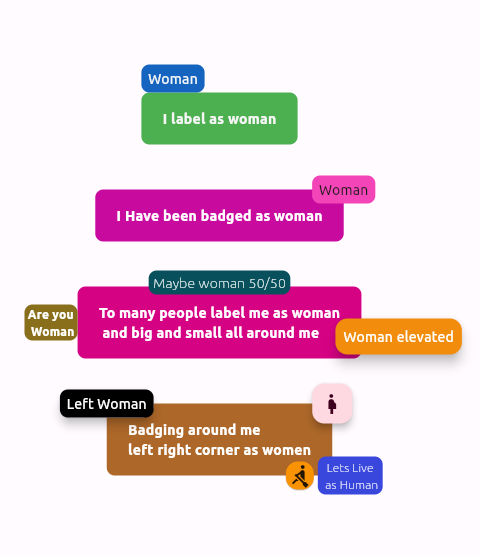 Woman
I label as woman
Woman
I Have been badged as woman
Maybe woman 50/50
Are you
Woman
To many people label me as woman
and big and small all around me
Woman elevated
Left Woman
Badging around me
left right corner as women
Lets Live
as Human